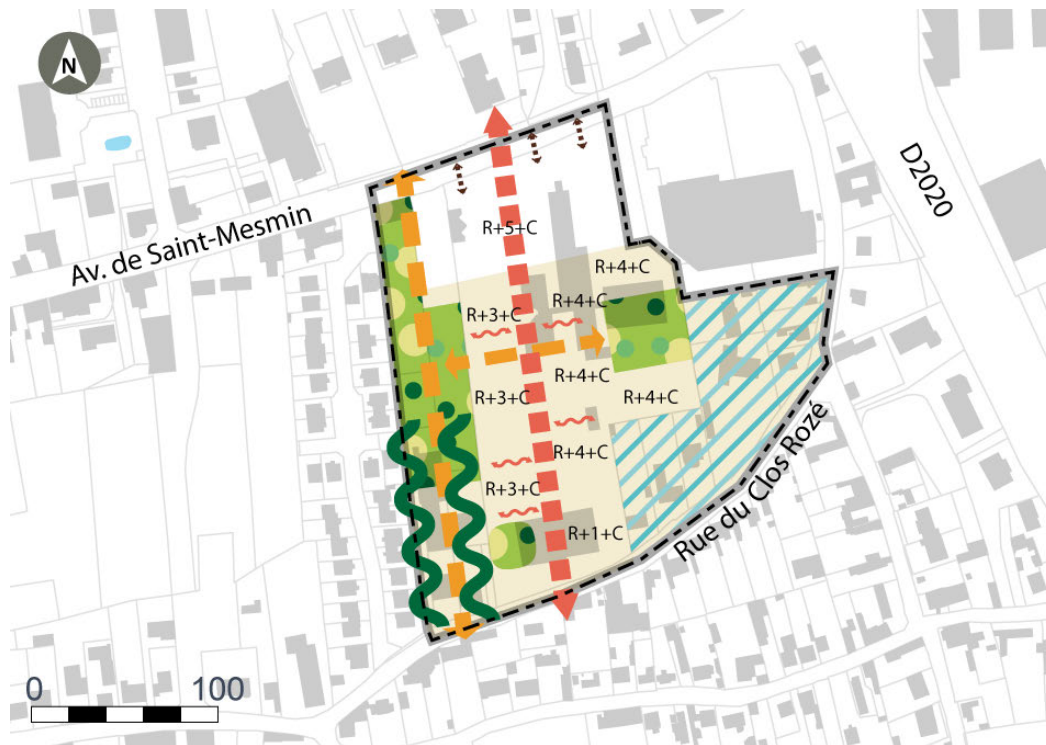 N
Av. de Saint-Mesmin
D2020
R+5+C
R+4+C
R+4+C
R+3+C
R+4+C
R+3+C
R+4+C
R+4+C
R+3+C
R+1+C
Rue du Clos Rozé
0 100